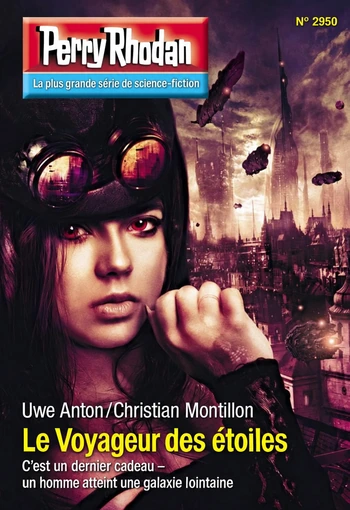 Nº 2950
Perry Rhodan
La plus grande série de science-fiction
Uwe Anton/Christian Montillon
Le Voyageur des étoiles
C'est un dernier cadeau –
un homme atteint une galaxie lointaine